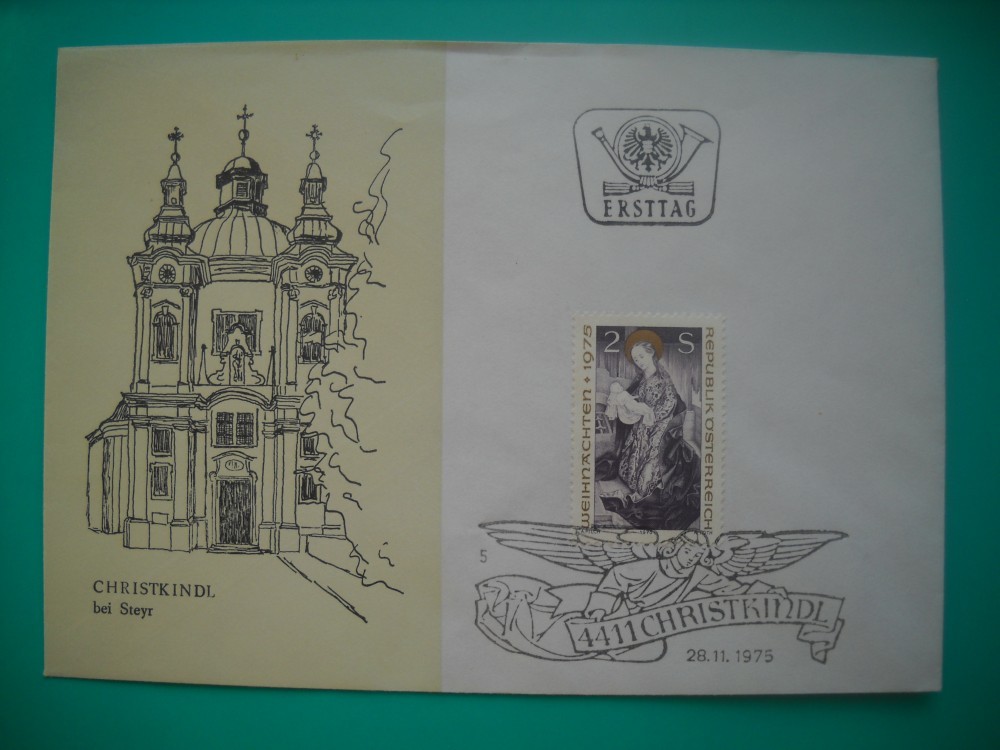 CHRISTKINDL
bei Steyr
ERSTTAG
2 S
WEIHNACHTEN • 1975
REPUBLIK ÖSTERREICH
5
4411 CHRISTKINDL
28.11.1975